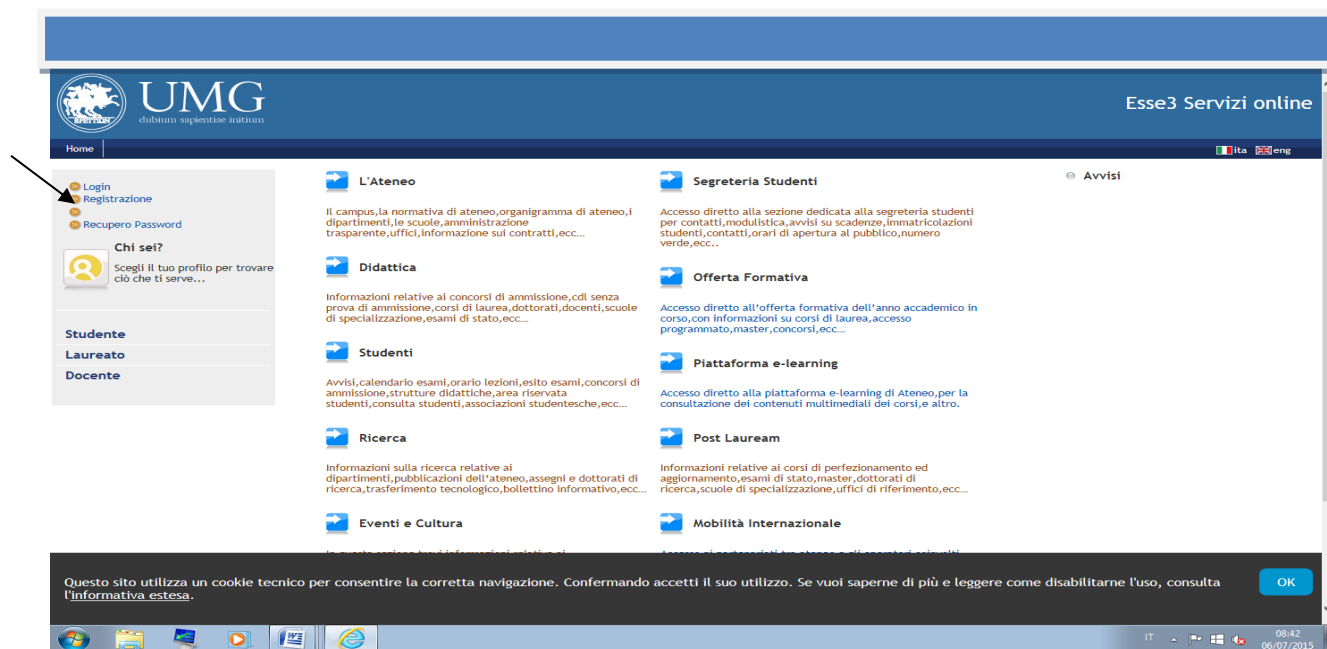 UMG
dubium sapientiae initium
Esse3 Servizi online
Home
ita eng
Login
Registrazione
Recupero Password
Chi sei?
Scegli il tuo profilo per trovare
ciò che ti serve...
Studente
Laureato
Docente
L'Ateneo
Il campus,la normativa di ateneo,organigramma di ateneo,i
dipartimenti,le scuole,amministrazione
trasparente,uffici,informazione sui contratti,ecc...
Didattica
Informazioni relative ai concorsi di ammissione,cdl senza
prova di ammissione,corsi di laurea,dottorati,docenti,scuole
di specializzazione,esami di stato,ecc...
Studenti
Avvisi,calendario esami,orario lezioni,esito esami,concorsi di
ammissione,strutture didattiche,area riservata
studenti,consulta studenti,associazioni studentesche,ecc...
Ricerca
Informazioni sulla ricerca relative ai
dipartimenti,pubblicazioni dell'ateneo,assegni e dottorati di
ricerca,trasferimento tecnologico,bollettino informativo,ecc...
Eventi e Cultura
Segreteria Studenti
Accesso diretto alla sezione dedicata alla segreteria studenti
per contatti,modulistica,avvisi su scadenze,immatricolazioni
studenti,contatti,orari di apertura al pubblico,numero
verde,ecc..
Offerta Formativa
Accesso diretto all'offerta formativa dell'anno accademico in
corso,con informazioni su corsi di laurea,accesso
programmato,master,concorsi,ecc...
Piattaforma e-learning
Accesso diretto alla piattaforma e-learning di Ateneo,per la
consultazione dei contenuti multimediali dei corsi,e altro.
Post Lauream
Informazioni relative ai corsi di perfezionamento ed
aggiornamento,esami di stato,master,dottorati di
ricerca,scuole di specializzazione,uffici di riferimento,ecc...
Mobilità Internazionale
Avvisi
Questo sito utilizza un cookie tecnico per consentire la corretta navigazione. Confermando accetti il suo utilizzo. Se vuoi saperne di più e leggere come disabilitarne l'uso, consulta
l'informativa estesa.
OK
IT
08:42
06/07/2015